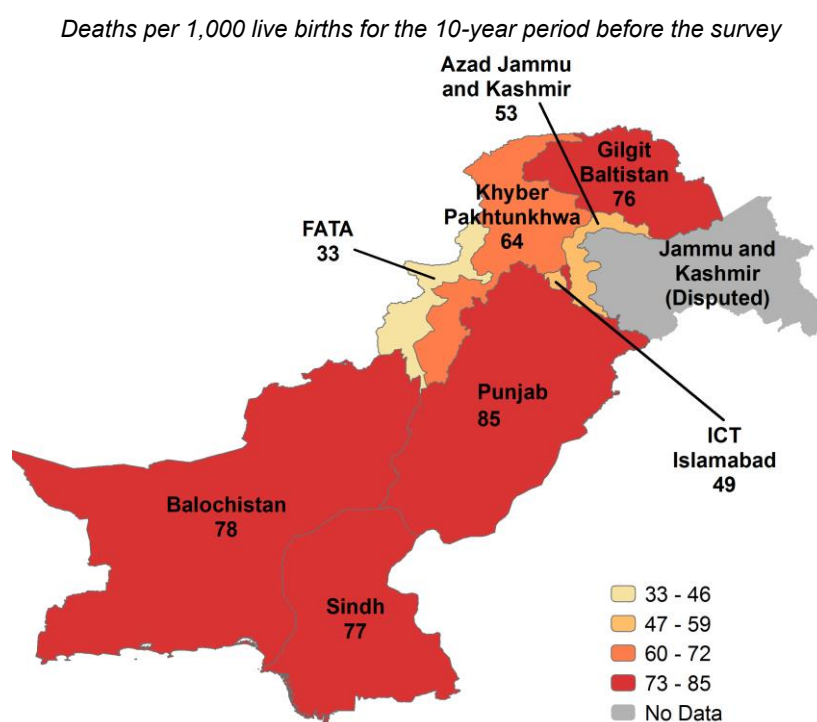 Deaths per 1,000 live births for the 10-year period before the survey
Azad Jammu
and Kashmir
53
Gilgit
Baltistan
76
Khyber
Pakhtunkhwa
64
FATA
33
Jammu and
Kashmir
(Disputed)
Punjab
85
ICT
Islamabad
49
Balochistan
78
Sindh
77
33 - 46
47 - 59
60 - 72
73 - 85
No Data